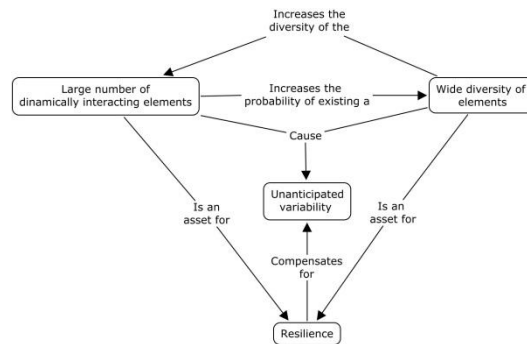 Increases the
diversity of the
Large number of
dinamically interacting elements
Increases the
probability of existing a
Wide diversity of
elements
Cause
Unanticipated
variability
Is an
asset for
Is an
asset for
Compensates
for
Resilience